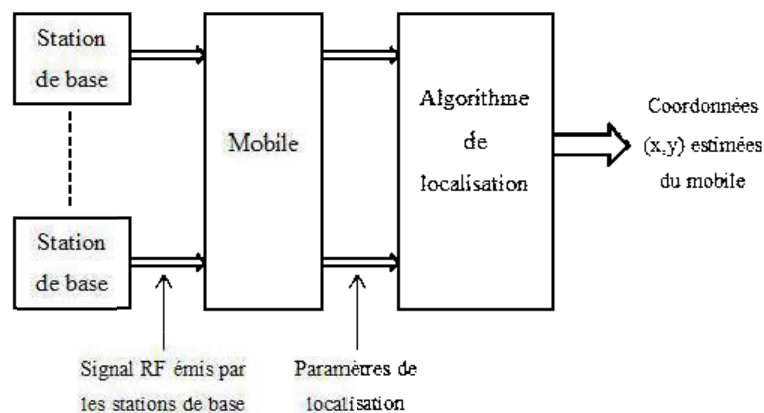 Station
de base
Mobile
Algorithme
de
localisation
Coordonnées
(x,y) estimées
du mobile
Station
de base
Signal RF émis par
les stations de base
Paramètres de
localisation